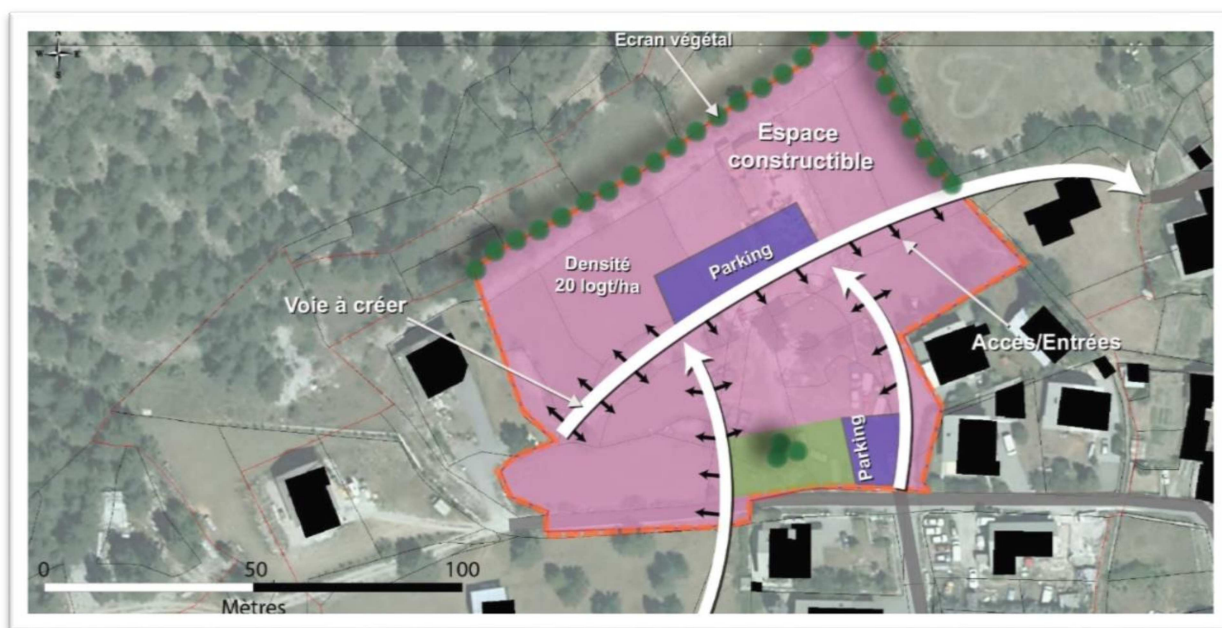 Ecran végétal
Espace
constructible
Parking
Densité
20 logt/ha
Voie à créer
Accès/Entrées
Parking
0
50
100
Mètres